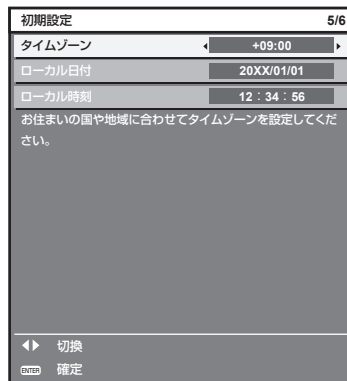 初期設定 5/6
タイムゾーン +09:00
ローカル日付 20XX/01/01
ローカル時刻 12：34：56
お住まいの国や地域に合わせてタイムゾーンを設定してくだ
さい。
切換
ENTER 確定